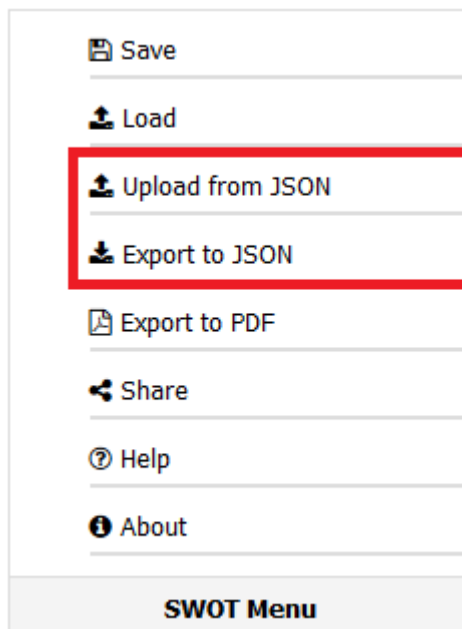 Save
Load
Upload from JSON
Export to JSON
Export to PDF
Share
Help
About
SWOT Menu